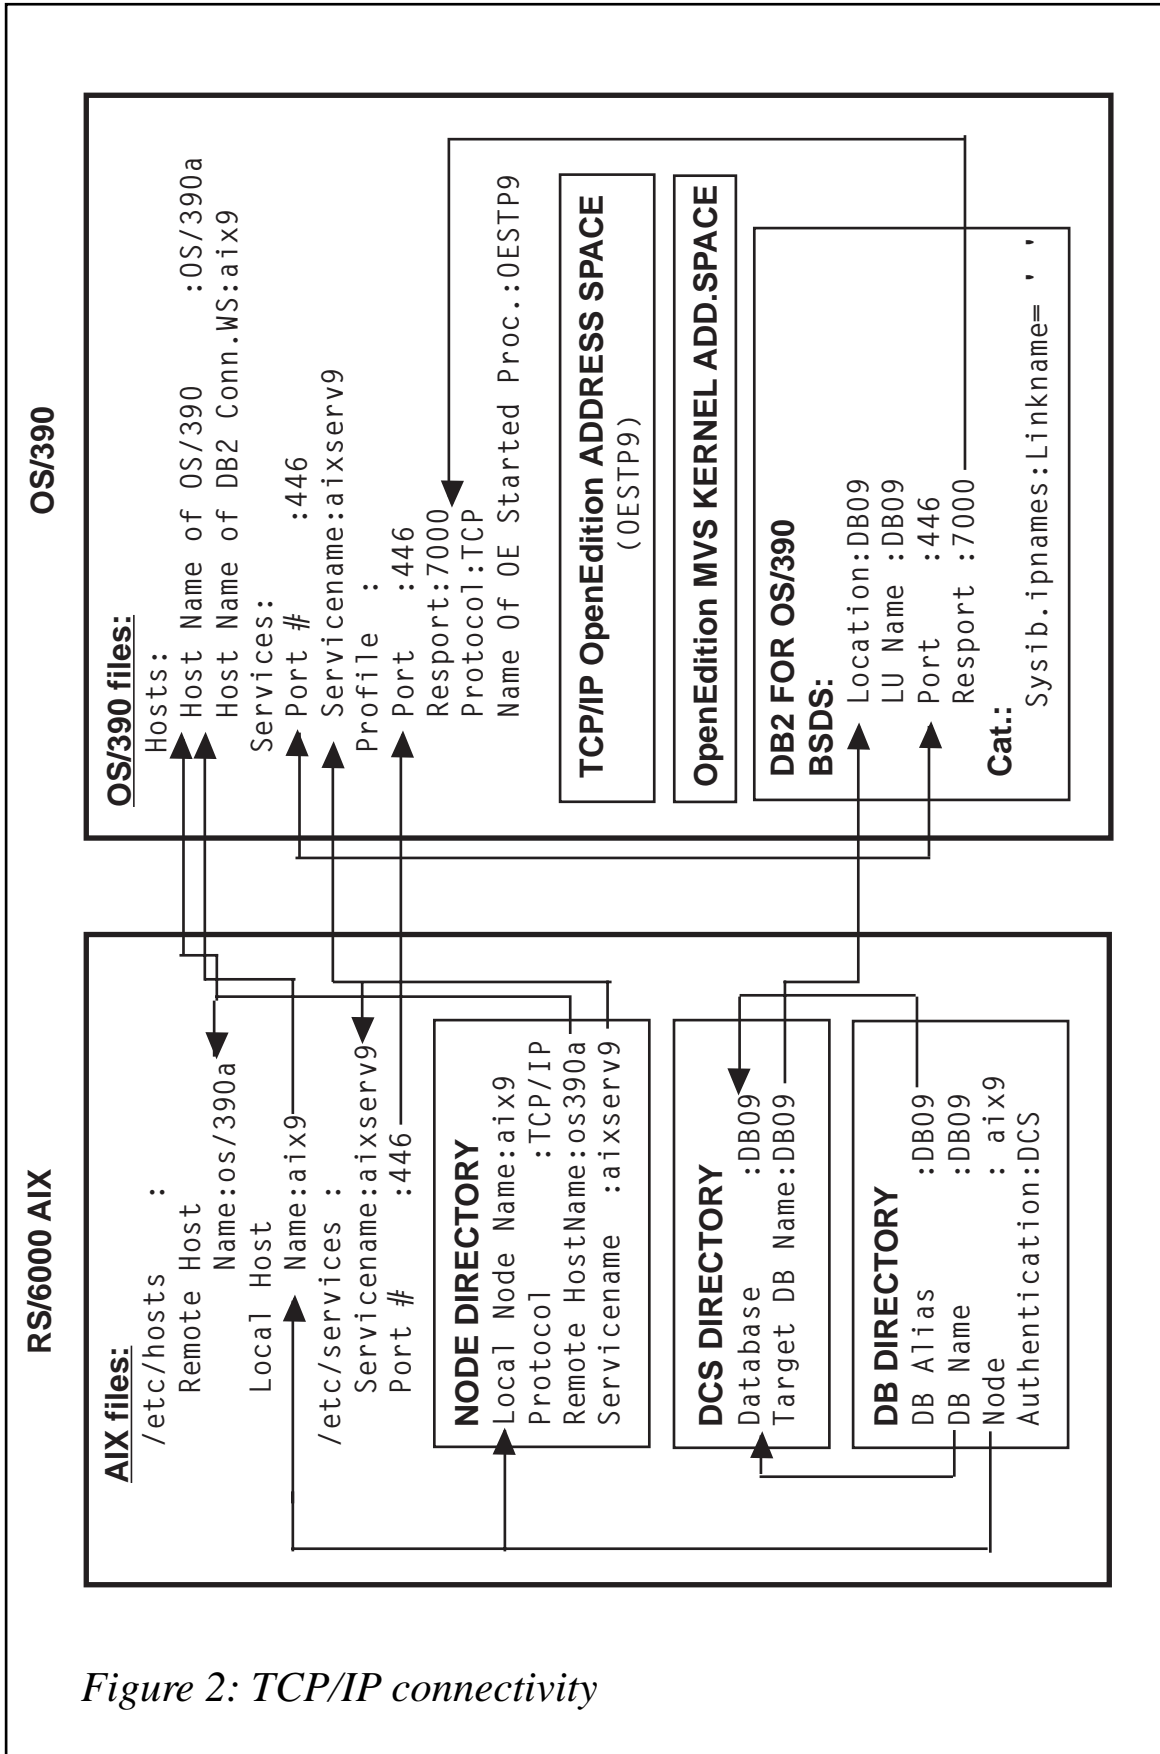 RS/6000 AIX
AIX files:
/etc/hosts :
Remote Host
Name:os/390a
Local Host
Name:aix9
/etc/services :
Servicename:aixserv9
Port # :446
NODE DIRECTORY
Local Node Name:aix9
Protocol :TCP/IP
Remote HostName:os390a
Servicename :aixserv9
DCS DIRECTORY
Database :DB09
Target DB Name:DB09
DB DIRECTORY
DB Alias :DB09
DB Name :DB09
Node : aix9
Authentication:DCS
OS/390
OS/390 files:
Hosts:
Host Name of OS/390 :OS/390a
Host Name of DB2 Conn.WS:aix9
Services:
Port # :446
Servicename:aixserv9
Profile :
Port :446
Resport:7000
Protocol:TCP
Name Of OE Started Proc.:OESTP9
TCP/IP OpenEdition ADDRESS SPACE
(OESTP9)
OpenEdition MVS KERNEL ADD.SPACE
DB2 FOR OS/390
BSDS:
Location:DB09
LU Name :DB09
Port :446
Resport :7000
Cat.:
Sysib.ipnames:Linkname= ' '
Figure 2: TCP/IP connectivity